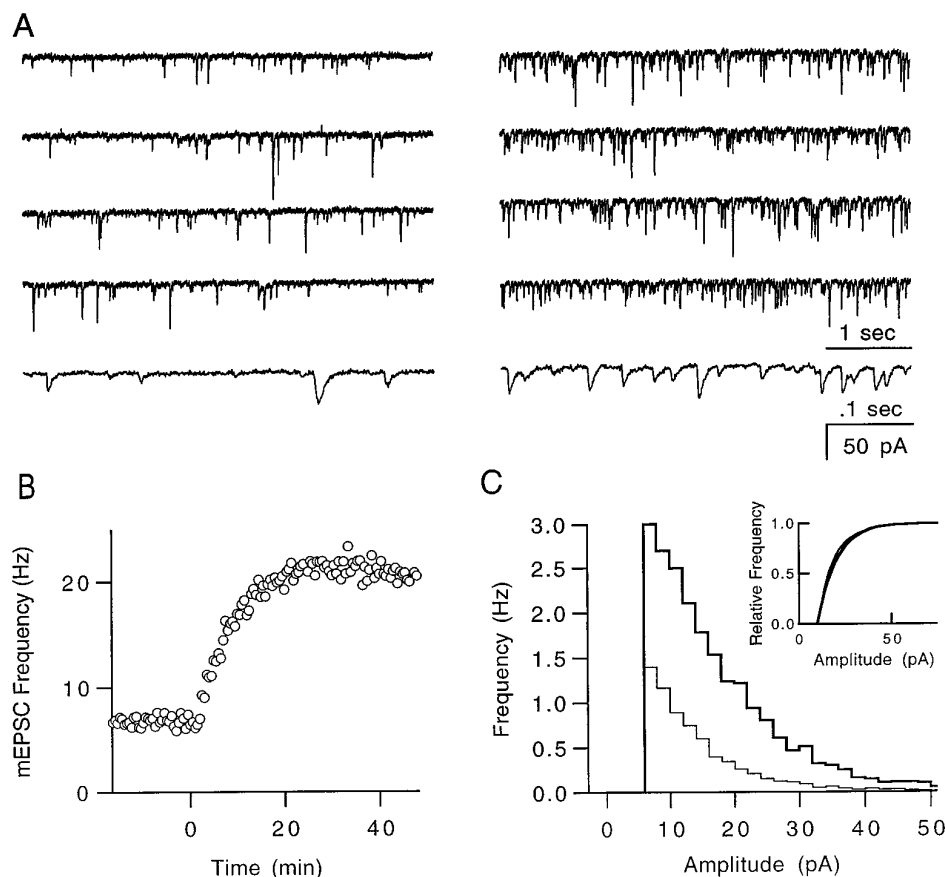 A
1 sec
.1 sec
50 pA
B
mEPSC Frequency (Hz)
20
10
0
0 20 40
Time (min)
C
Frequency (Hz)
3.0
2.5
2.0
1.5
1.0
0.5
0.0
0 10 20 30 40 50
Amplitude (pA)
Relative Frequency
1.0
0.5
0.0
0 50
Amplitude (pA)